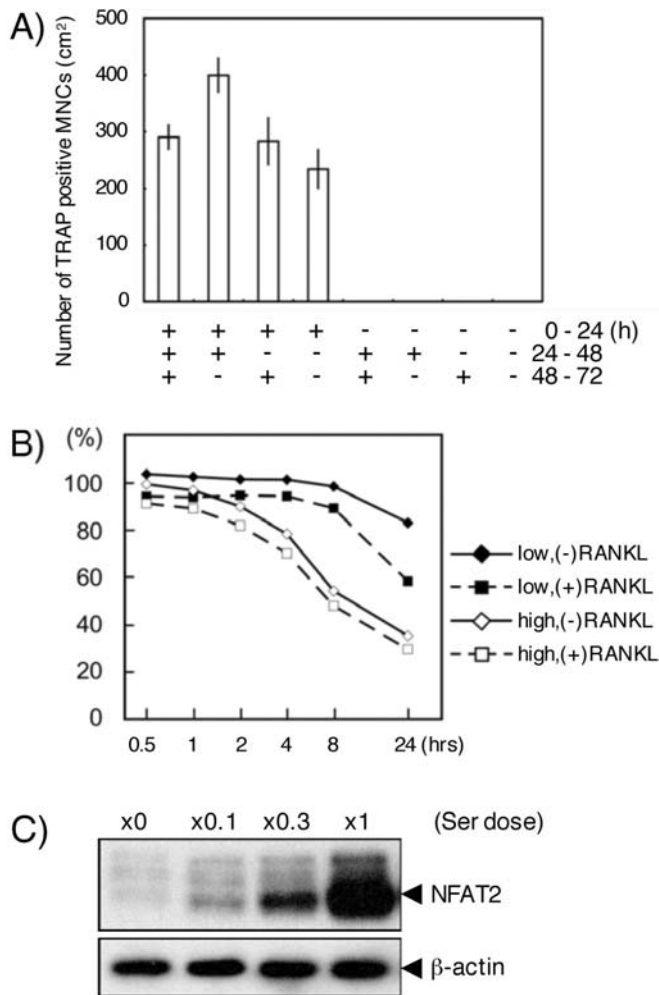 A)
Number of TRAP positive MNCs (cm²)
500
400
300
200
100
0
+ + + + - - - - 0 - 24 (h)
+ + - - + + - - 24 - 48
+ - + - + - + - 48 - 72
B)
(%)
100
80
60
40
20
0
0.5 1 2 4 8 24 (hrs)
low,(-)RANKL
low,(+)RANKL
high,(-)RANKL
high,(+)RANKL
C)
x0 x0.1 x0.3 x1 (Ser dose)
NFAT2
β-actin